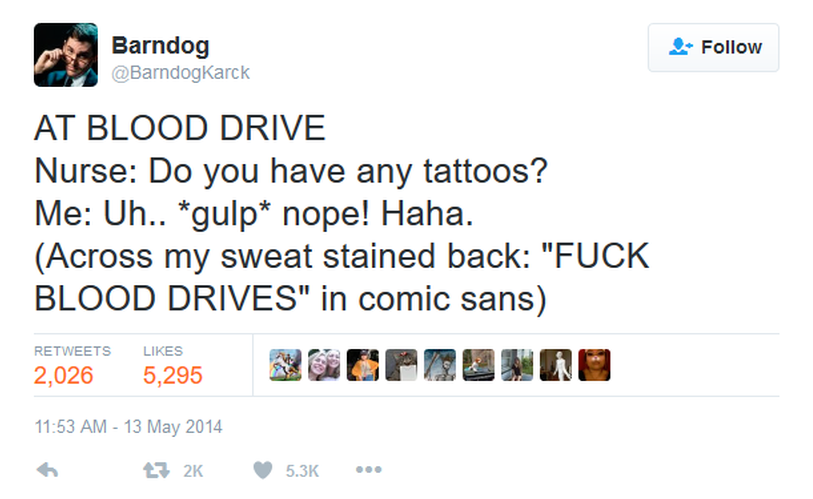 Barndog
@BarndogKarck
Follow
AT BLOOD DRIVE
Nurse: Do you have any tattoos?
Me: Uh.. *gulp* nope! Haha.
(Across my sweat stained back: "FUCK
BLOOD DRIVES" in comic sans)
RETWEETS LIKES
2,026 5,295
11:53 AM - 13 May 2014
2K 5.3K